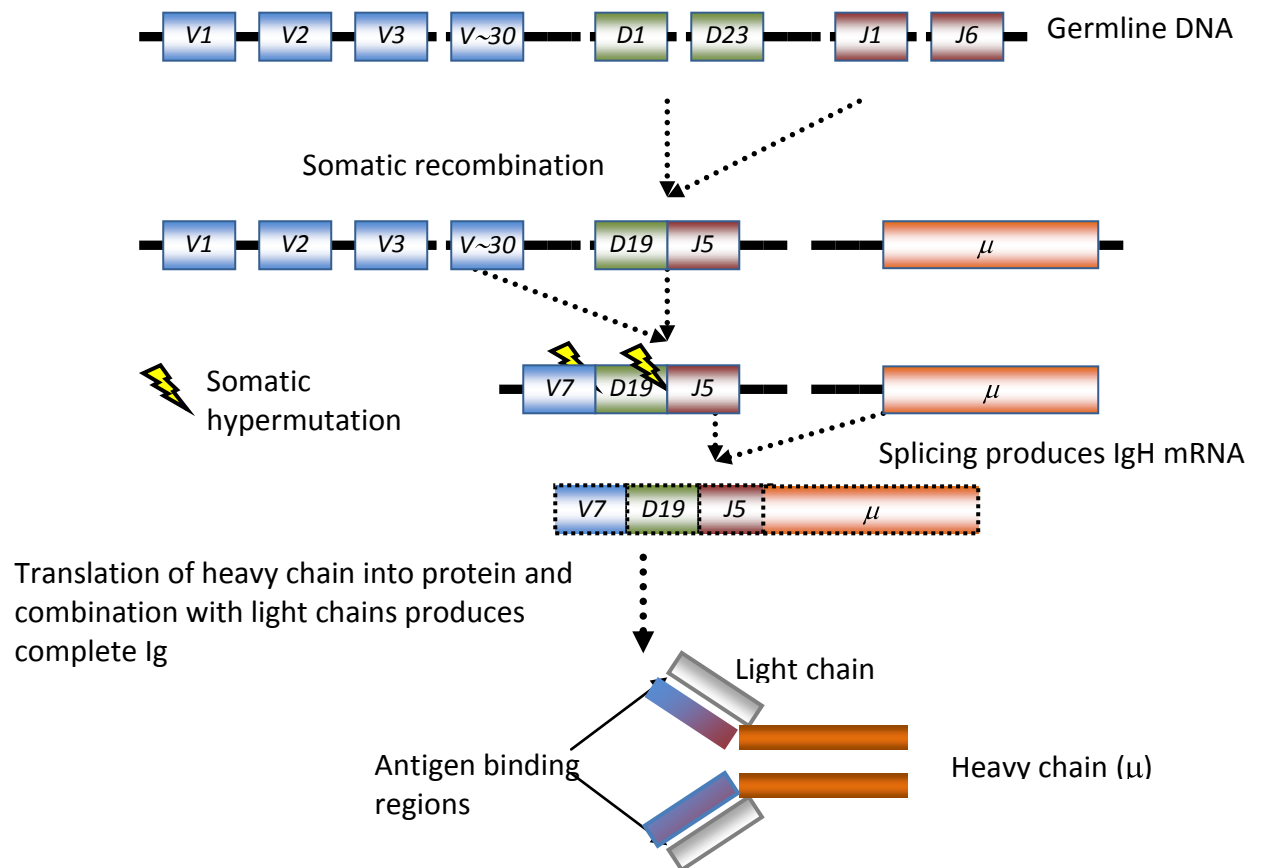 V1 V2 V3 V~30 D1 D23 J1 J6 Germline DNA
Somatic recombination
V1 V2 V3 V~30 D19 J5 μ
Somatic
hypermutation
V7 D19 J5 μ
Splicing produces IgH mRNA
V7 D19 J5 μ
Translation of heavy chain into protein and
combination with light chains produces
complete Ig
Light chain
Antigen binding
regions
Heavy chain (μ)